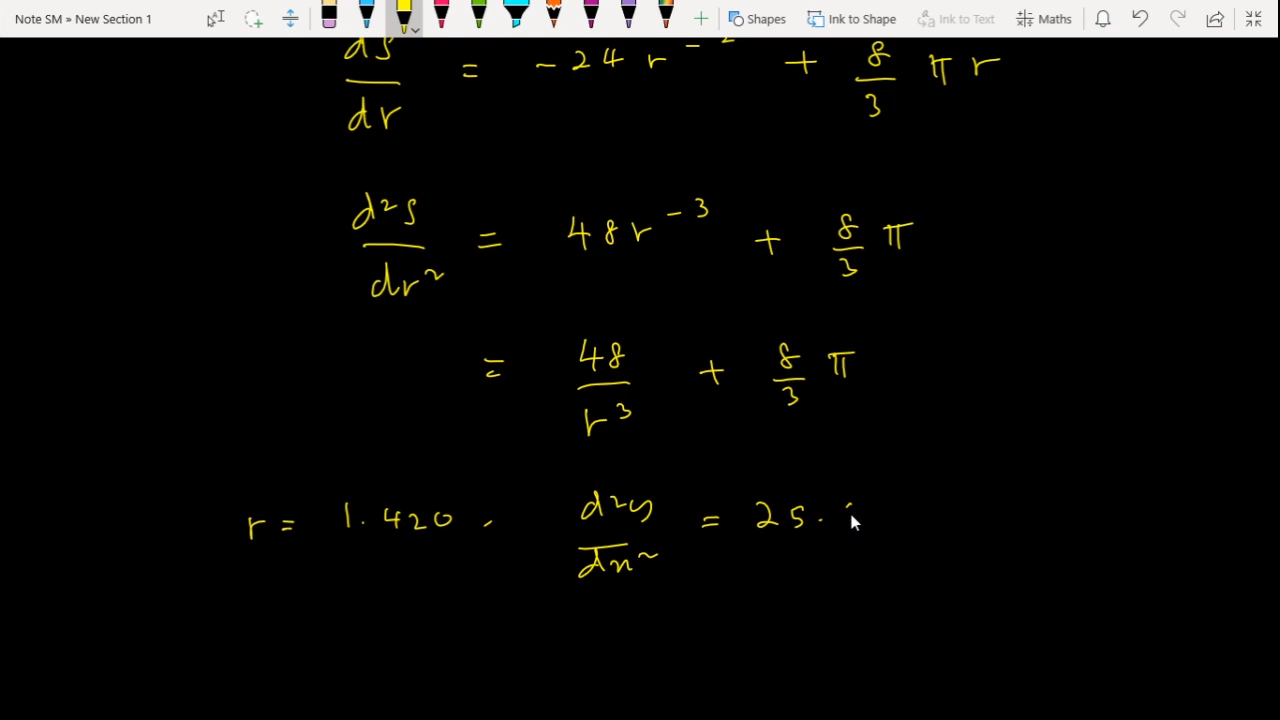 Note SM » New Section 1 Shapes Ink to Shape Ink to Text Maths
dS/dr = -24r⁻² + 8/3 πr
d²S/dr² = 48r⁻³ + 8/3 π
= 48/r³ + 8/3 π
r = 1.420, d²y/dx² = 25.